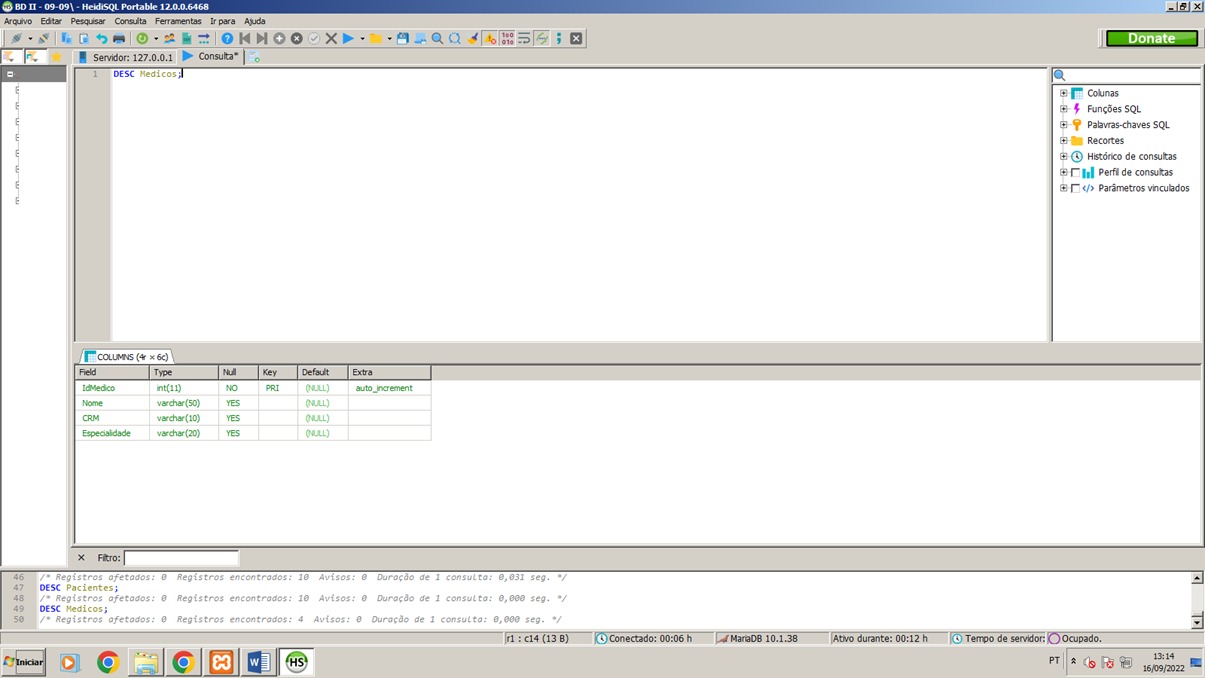 BD II - 09-09\ - HeidiSQL Portable 12.0.0.6468
Arquivo Editar Pesquisar Consulta Ferramentas Ir para Ajuda
Donate
Servidor: 127.0.0.1 Consulta*
1 DESC Medicos;
Colunas
Funções SQL
Palavras-chaves SQL
Recortes
Histórico de consultas
Perfil de consultas
Parâmetros vinculados
COLUMNS (4r × 6c)
Field Type Null Key Default Extra
IdMedico int(11) NO PRI (NULL) auto_increment
Nome varchar(50) YES (NULL)
CRM varchar(10) YES (NULL)
Especialidade varchar(20) YES (NULL)
Filtro:
46 /* Registros afetados: 0 Registros encontrados: 10 Avisos: 0 Duração de 1 consulta: 0,031 seg. */
47 DESC Pacientes;
48 /* Registros afetados: 0 Registros encontrados: 10 Avisos: 0 Duração de 1 consulta: 0,000 seg. */
49 DESC Medicos;
50 /* Registros afetados: 0 Registros encontrados: 4 Avisos: 0 Duração de 1 consulta: 0,000 seg. */
r1 : c14 (13 B) Conectado: 00:06 h MariaDB 10.1.38 Ativo durante: 00:12 h Tempo de servidor: Ocupado.
Iniciar HS PT 13:14
16/09/2022